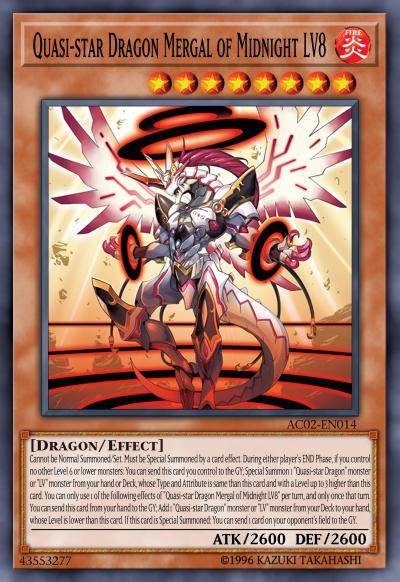 Quasi-star Dragon Mergal of Midnight LV8
FIRE
炎
AC02-EN014
[Dragon/Effect]
Cannot be Normal Summoned/Set. Must be Special Summoned by a card effect. During either player's END Phase, if you control
no other Level 6 or lower monsters: You can send this card you control to the GY; Special Summon 1 "Quasi-star Dragon" monster
or "LV" monster from your hand or Deck, whose Type and Attribute is same than this card and with a Level up to 3 higher than this
card. You can only use 1 of the following effects of "Quasi-star Dragon Mergal of Midnight LV8" per turn, and only once that turn.
You can send this card from your hand to the GY; Add 1 "Quasi-star Dragon" monster or "LV" monster from your Deck to your hand,
whose Level is lower than this card. If this card is Special Summoned: You can send 1 card on your opponent's field to the GY.
ATK/2600 DEF/2600
43553277
©1996 KAZUKI TAKAHASHI